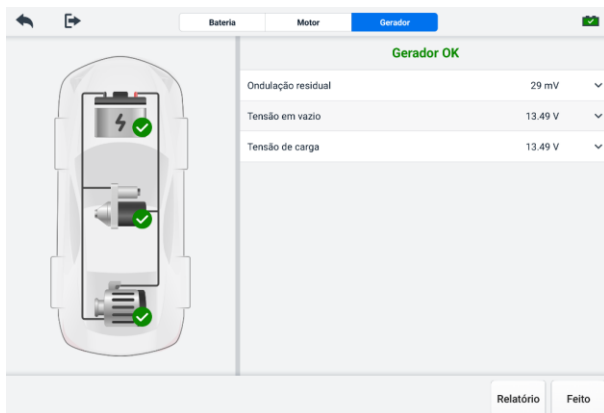 Bateria Motor Gerador
Gerador OK
Ondulação residual 29 mV
Tensão em vazio 13.49 V
Tensão de carga 13.49 V
Relatório Feito